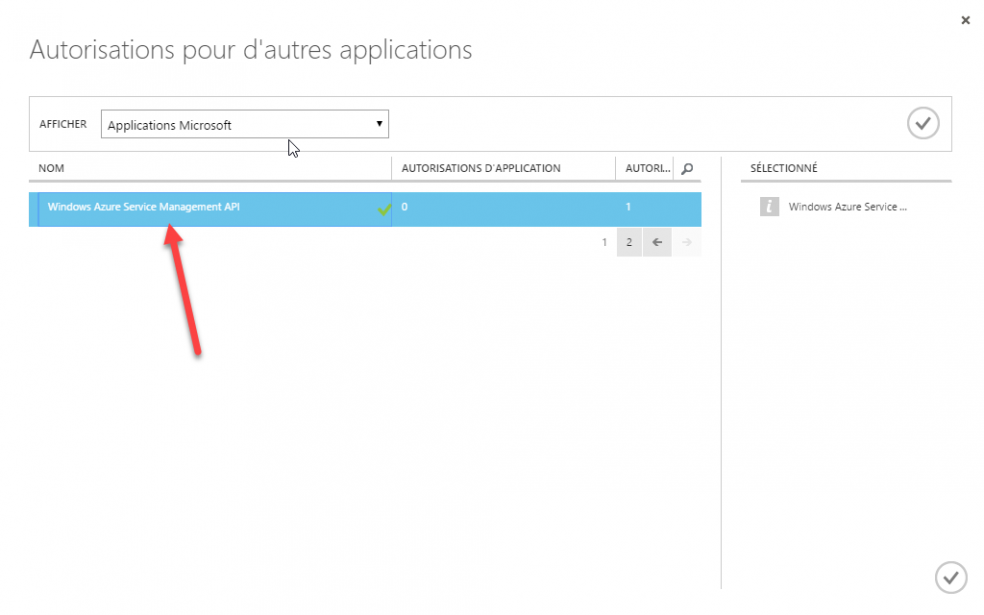 Autorisations pour d'autres applications
AFFICHER Applications Microsoft
NOM AUTORISATIONS D'APPLICATION AUTORI... SÉLECTIONNÉ
Windows Azure Service Management API 0 1 Windows Azure Service ...
1 2